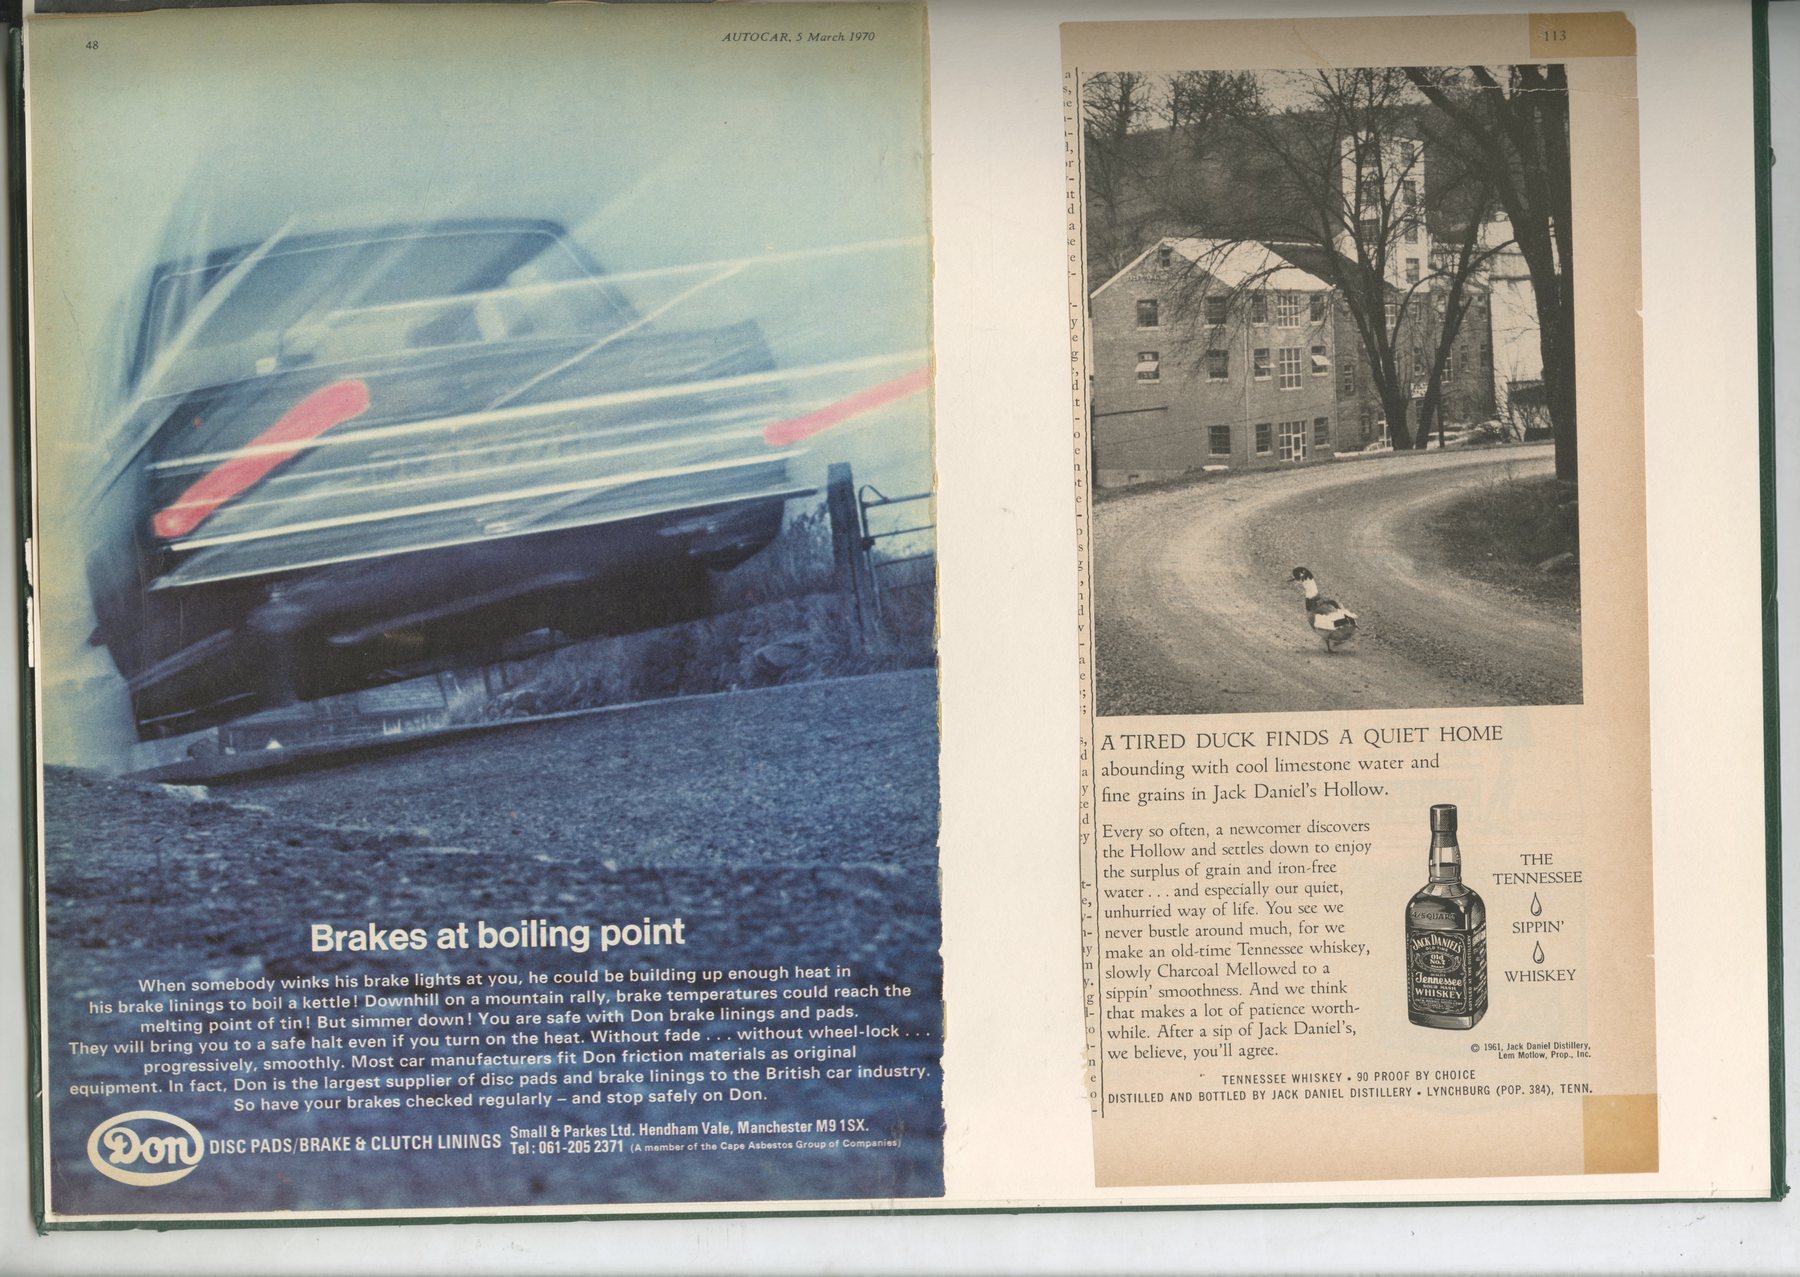 48
AUTOCAR, 5 March 1970
Brakes at boiling point
When somebody winks his brake lights at you, he could be building up enough heat in
his brake linings to boil a kettle! Downhill on a mountain rally, brake temperatures could reach the
melting point of tin! But simmer down! You are safe with Don brake linings and pads.
They will bring you to a safe halt even if you turn on the heat. Without fade . . . without wheel-lock . . .
progressively, smoothly. Most car manufacturers fit Don friction materials as original
equipment. In fact, Don is the largest supplier of disc pads and brake linings to the British car industry.
So have your brakes checked regularly – and stop safely on Don.
Don
DISC PADS/BRAKE & CLUTCH LININGS
Small & Parkes Ltd. Hendham Vale, Manchester M9 1SX.
Tel: 061-205 2371 (A member of the Cape Asbestos Group of Companies)
113
A TIRED DUCK FINDS A QUIET HOME
abounding with cool limestone water and
fine grains in Jack Daniel's Hollow.
Every so often, a newcomer discovers
the Hollow and settles down to enjoy
the surplus of grain and iron-free
water . . . and especially our quiet,
unhurried way of life. You see we
never bustle around much, for we
make an old-time Tennessee whiskey,
slowly Charcoal Mellowed to a
sippin' smoothness. And we think
that makes a lot of patience worth-
while. After a sip of Jack Daniel's,
we believe, you'll agree.
4/5 QUART
JACK DANIEL'S
OLD TIME
Old
No. 7
Tennessee
SOUR MASH
WHISKEY
THE
TENNESSEE
SIPPIN'
WHISKEY
© 1961, Jack Daniel Distillery,
Lem Motlow, Prop., Inc.
TENNESSEE WHISKEY • 90 PROOF BY CHOICE
DISTILLED AND BOTTLED BY JACK DANIEL DISTILLERY • LYNCHBURG (POP. 384), TENN.